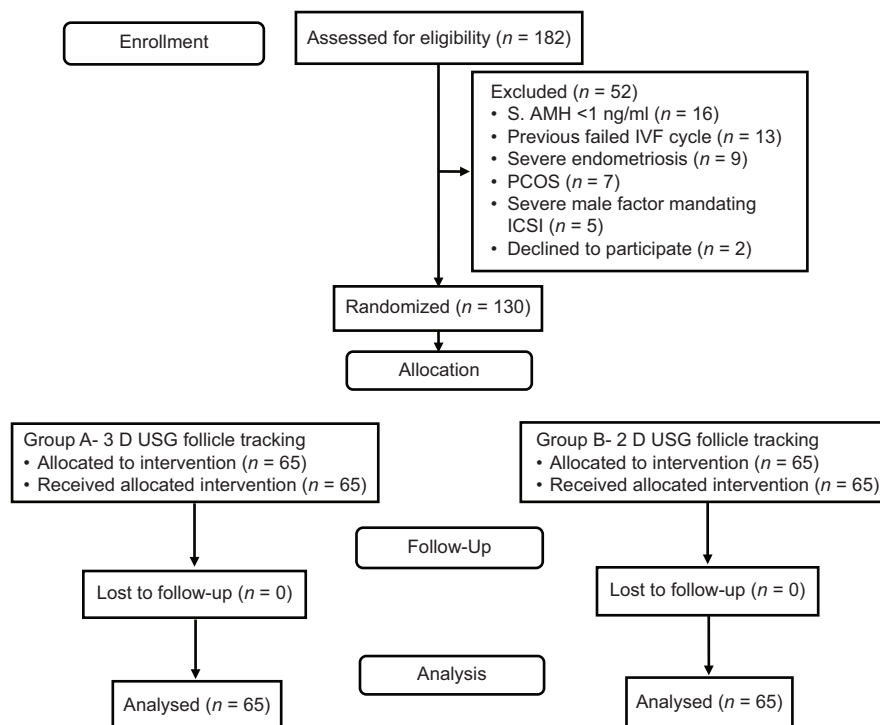 Enrollment
Assessed for eligibility (n = 182)
Excluded (n = 52)
• S. AMH <1 ng/ml (n = 16)
• Previous failed IVF cycle (n = 13)
• Severe endometriosis (n = 9)
• PCOS (n = 7)
• Severe male factor mandating
ICSI (n = 5)
• Declined to participate (n = 2)
Randomized (n = 130)
Allocation
Group A- 3 D USG follicle tracking
• Allocated to intervention (n = 65)
• Received allocated intervention (n = 65)
Group B- 2 D USG follicle tracking
• Allocated to intervention (n = 65)
• Received allocated intervention (n = 65)
Follow-Up
Lost to follow-up (n = 0)
Lost to follow-up (n = 0)
Analysis
Analysed (n = 65)
Analysed (n = 65)